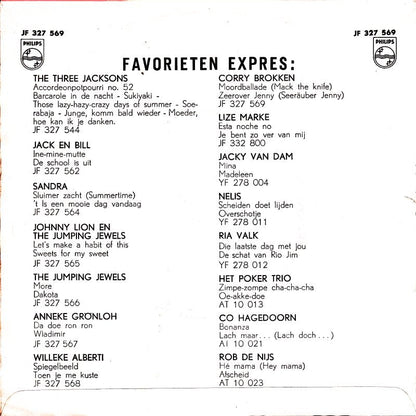 JF 327 569
JF 327 569
PHILIPS
PHILIPS
FAVORIETEN EXPRES:
THE THREE JACKSONS
Accordeonpotpourri no. 52
Barcarole in de nacht - Sukiyaki -
Those lazy-hazy-crazy days of summer - Soe-
rabaja - Junge, komm bald wieder - Moeder,
hoe kan ik je danken.
JF 327 544
JACK EN BILL
Ine-mine-mutte
De school is uit
JF 327 562
SANDRA
Sluimer zacht (Summertime)
't Is een mooie dag vandaag
JF 327 564
JOHNNY LION EN
THE JUMPING JEWELS
Let's make a habit of this
Sweets for my sweet
JF 327 565
THE JUMPING JEWELS
More
Dakota
JF 327 566
ANNEKE GRÖNLOH
Da doe ron ron
Wladimir
JF 327 567
WILLEKE ALBERTI
Spiegelbeeld
Toen je me kuste
JF 327 568
CORRY BROKKEN
Moordballade (Mack the knife)
Zeerover Jenny (Seeräuber Jenny)
JF 327 569
LIZE MARKE
Esta noche no
Je bent zo ver van mij
JF 332 800
JACKY VAN DAM
Mina
Madeleen
YF 278 004
NELIS
Scheiden doet lijden
Overschotje
YF 278 011
RIA VALK
Die laatste dag met jou
De schat van Rio Jim
YF 278 012
HET POKER TRIO
Zimpe-zompe cha-cha-cha
Oe-akke-doe
AT 10 013
CO HAGEDOORN
Bonanza
Lach maar... (Lach doch...)
AT 10 021
ROB DE NIJS
Hé mama (Hey mama)
Afscheid
AT 10 023